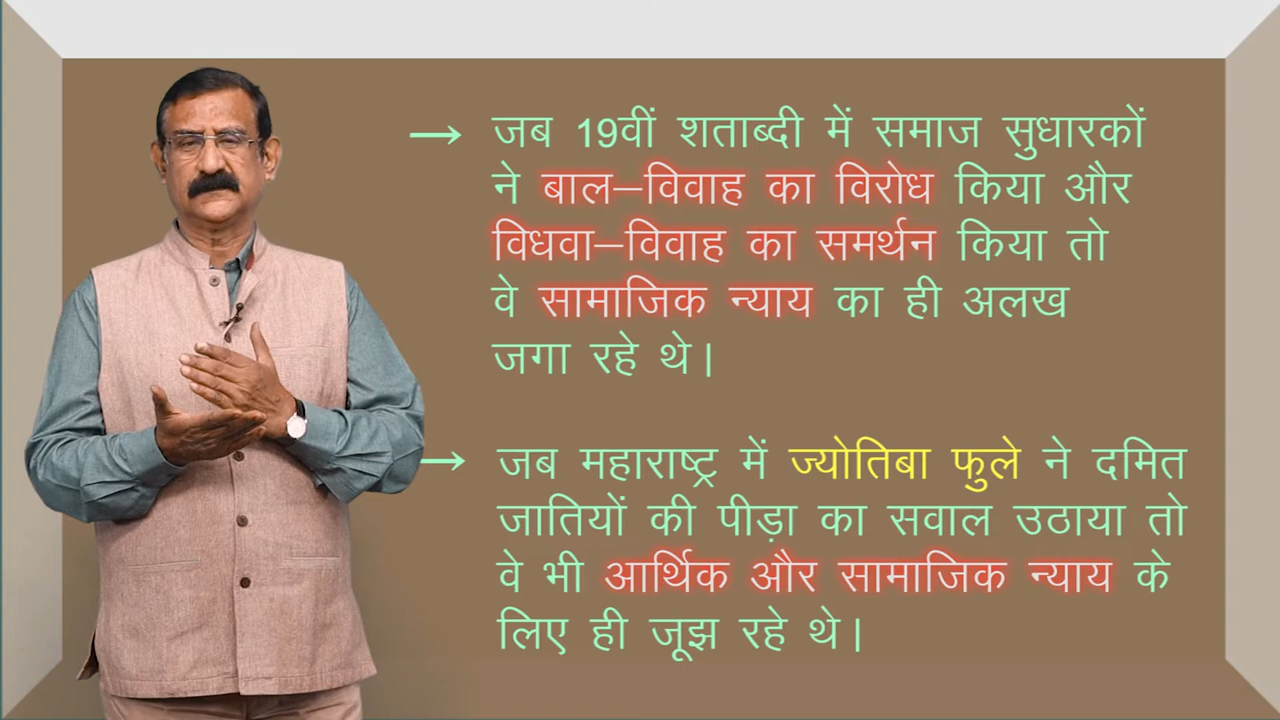 → जब 19वीं शताब्दी में समाज सुधारकों
ने बाल–विवाह का विरोध किया और
विधवा–विवाह का समर्थन किया तो
वे सामाजिक न्याय का ही अलख
जगा रहे थे।
→ जब महाराष्ट्र में ज्योतिबा फुले ने दमित
जातियों की पीड़ा का सवाल उठाया तो
वे भी आर्थिक और सामाजिक न्याय के
लिए ही जूझ रहे थे।